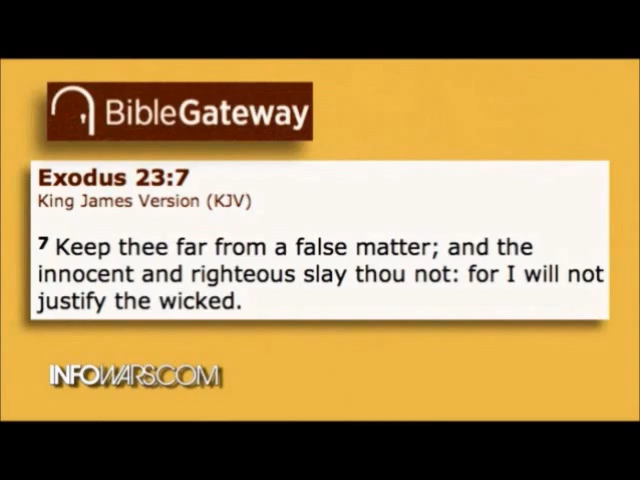 BibleGateway
Exodus 23:7
King James Version (KJV)
7 Keep thee far from a false matter; and the
innocent and righteous slay thou not: for I will not
justify the wicked.
INFOWARS.COM